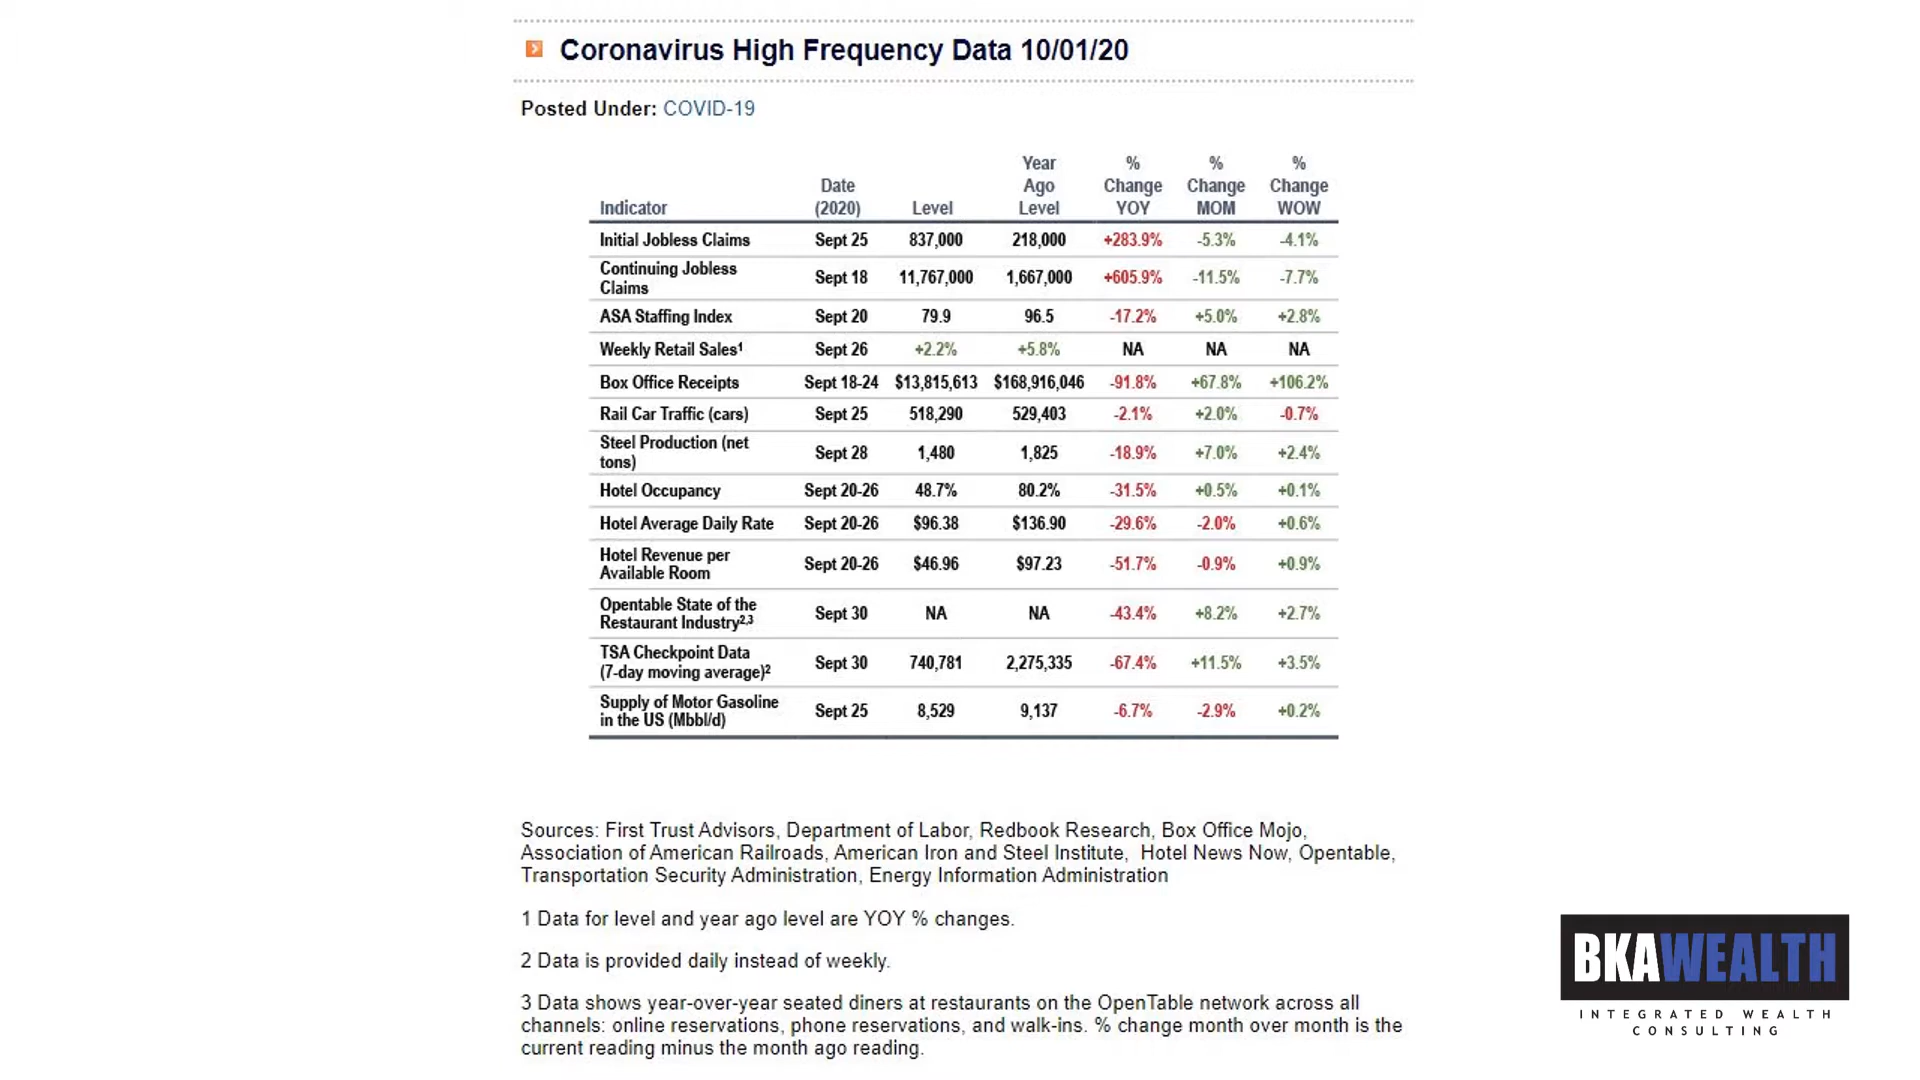 Coronavirus High Frequency Data 10/01/20
Posted Under: COVID-19
Indicator Date (2020) Level Year Ago Level % Change YOY % Change MOM % Change WOW
Initial Jobless Claims Sept 25 837,000 218,000 +283.9% -5.3% -4.1%
Continuing Jobless Claims Sept 18 11,767,000 1,667,000 +605.9% -11.5% -7.7%
ASA Staffing Index Sept 20 79.9 96.5 -17.2% +5.0% +2.8%
Weekly Retail Sales¹ Sept 26 +2.2% +5.8% NA NA NA
Box Office Receipts Sept 18-24 $13,815,613 $168,916,046 -91.8% +67.8% +106.2%
Rail Car Traffic (cars) Sept 25 518,290 529,403 -2.1% +2.0% -0.7%
Steel Production (net tons) Sept 28 1,480 1,825 -18.9% +7.0% +2.4%
Hotel Occupancy Sept 20-26 48.7% 80.2% -31.5% +0.5% +0.1%
Hotel Average Daily Rate Sept 20-26 $96.38 $136.90 -29.6% -2.0% +0.6%
Hotel Revenue per Available Room Sept 20-26 $46.96 $97.23 -51.7% -0.9% +0.9%
Opentable State of the Restaurant Industry²,³ Sept 30 NA NA -43.4% +8.2% +2.7%
TSA Checkpoint Data (7-day moving average)² Sept 30 740,781 2,275,335 -67.4% +11.5% +3.5%
Supply of Motor Gasoline in the US (Mbbl/d) Sept 25 8,529 9,137 -6.7% -2.9% +0.2%
Sources: First Trust Advisors, Department of Labor, Redbook Research, Box Office Mojo,
Association of American Railroads, American Iron and Steel Institute, Hotel News Now, Opentable,
Transportation Security Administration, Energy Information Administration
1 Data for level and year ago level are YOY % changes.
2 Data is provided daily instead of weekly.
3 Data shows year-over-year seated diners at restaurants on the OpenTable network across all
channels: online reservations, phone reservations, and walk-ins. % change month over month is the
current reading minus the month ago reading.
BKAWEALTH
INTEGRATED WEALTH
CONSULTING